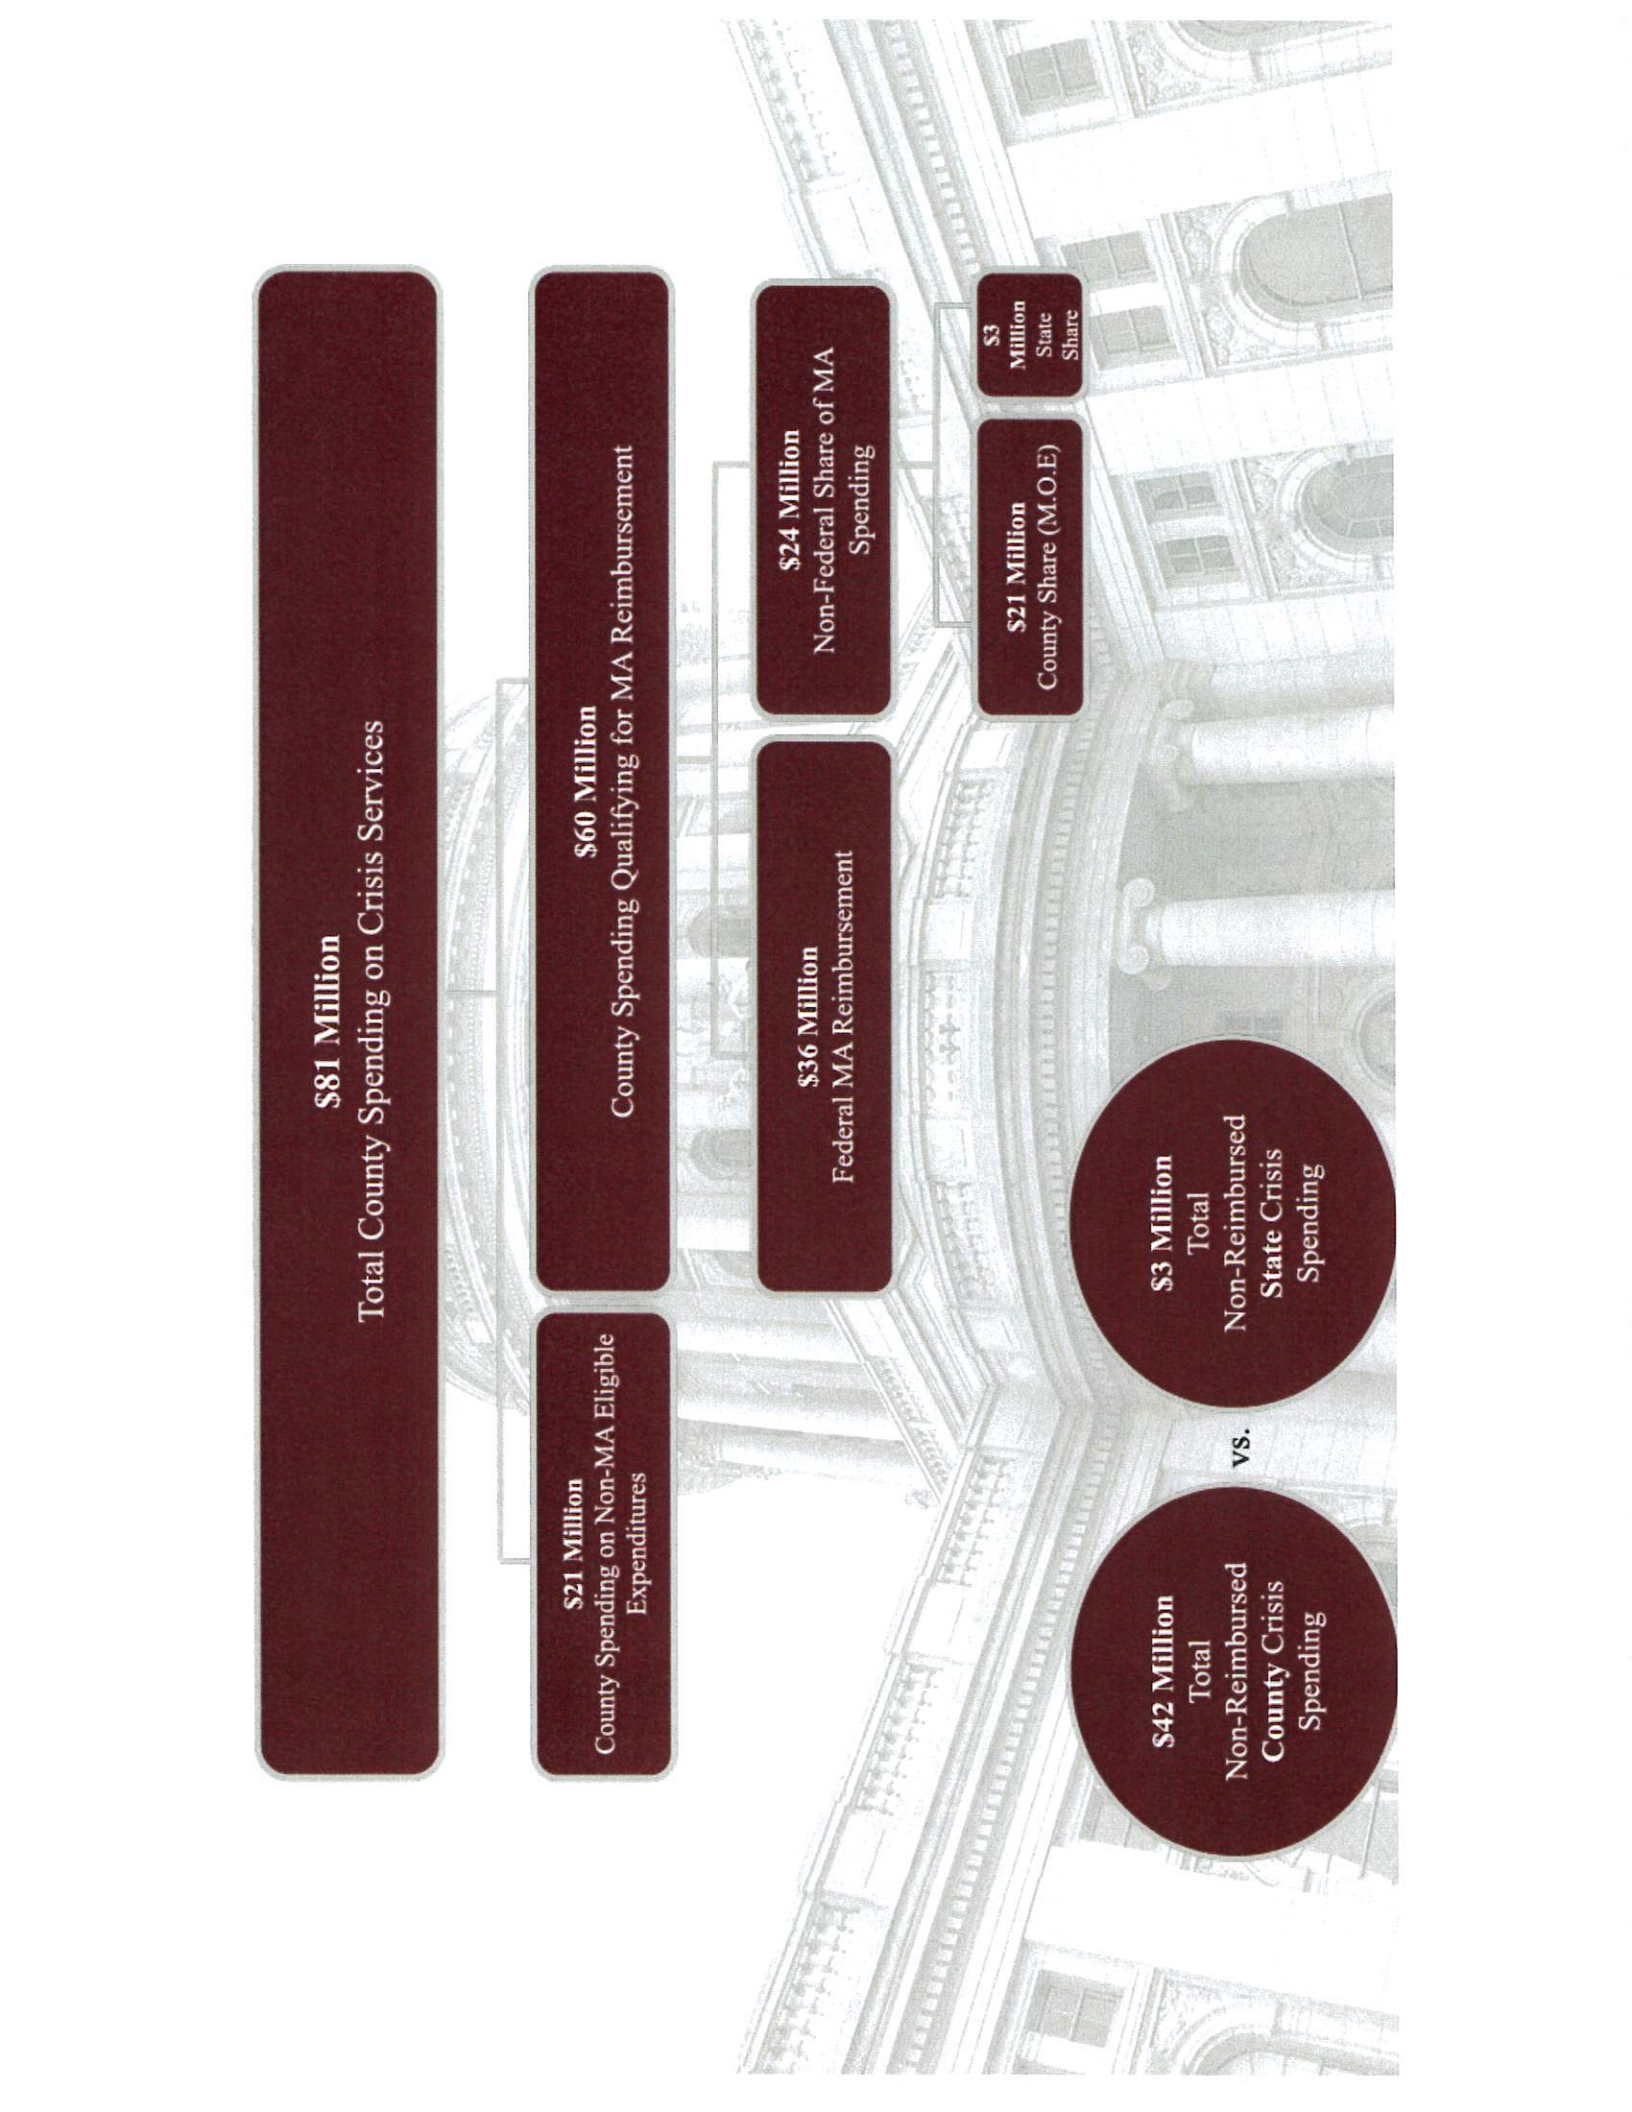 $81 Million
Total County Spending on Crisis Services
$21 Million
County Spending on Non-MA Eligible
Expenditures
$60 Million
County Spending Qualifying for MA Reimbursement
$36 Million
Federal MA Reimbursement
$24 Million
Non-Federal Share of MA
Spending
$21 Million
County Share (M.O.E)
$3
Million
State
Share
$42 Million
Total
Non-Reimbursed
County Crisis
Spending
vs.
$3 Million
Total
Non-Reimbursed
State Crisis
Spending